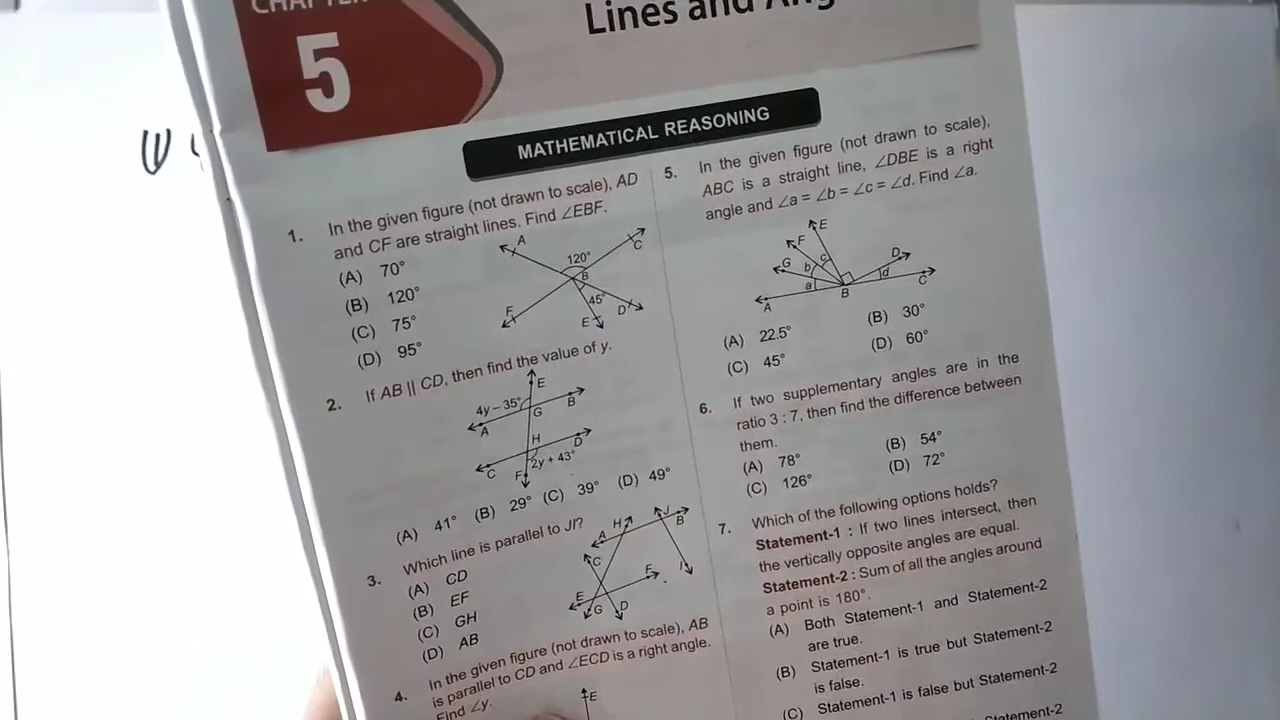 5
Lines and
MATHEMATICAL REASONING
1. In the given figure (not drawn to scale), AD
and CF are straight lines. Find ∠EBF.
(A) 70°
(B) 120°
(C) 75°
(D) 95°
A
C
120°
B
45°
F
E
D
2. If AB || CD, then find the value of y.
E
4y – 35°
G
B
A
H
D
C
F
2y + 43°
(A) 41° (B) 29° (C) 39° (D) 49°
3. Which line is parallel to JI?
(A) CD
(B) EF
(C) GH
(D) AB
H
J
B
A
C
F
I
E
G
D
4. In the given figure (not drawn to scale), AB
is parallel to CD and ∠ECD is a right angle.
Find ∠y.
E
5. In the given figure (not drawn to scale),
ABC is a straight line, ∠DBE is a right
angle and ∠a = ∠b = ∠c = ∠d. Find ∠a.
E
F
G
D
c
b
a
d
C
B
A
(A) 22.5° (B) 30°
(C) 45° (D) 60°
6. If two supplementary angles are in the
ratio 3 : 7, then find the difference between
them.
(A) 78° (B) 54°
(C) 126° (D) 72°
7. Which of the following options holds?
Statement-1 : If two lines intersect, then
the vertically opposite angles are equal.
Statement-2 : Sum of all the angles around
a point is 180°.
(A) Both Statement-1 and Statement-2
are true.
(B) Statement-1 is true but Statement-2
is false.
(C) Statement-1 is false but Statement-2